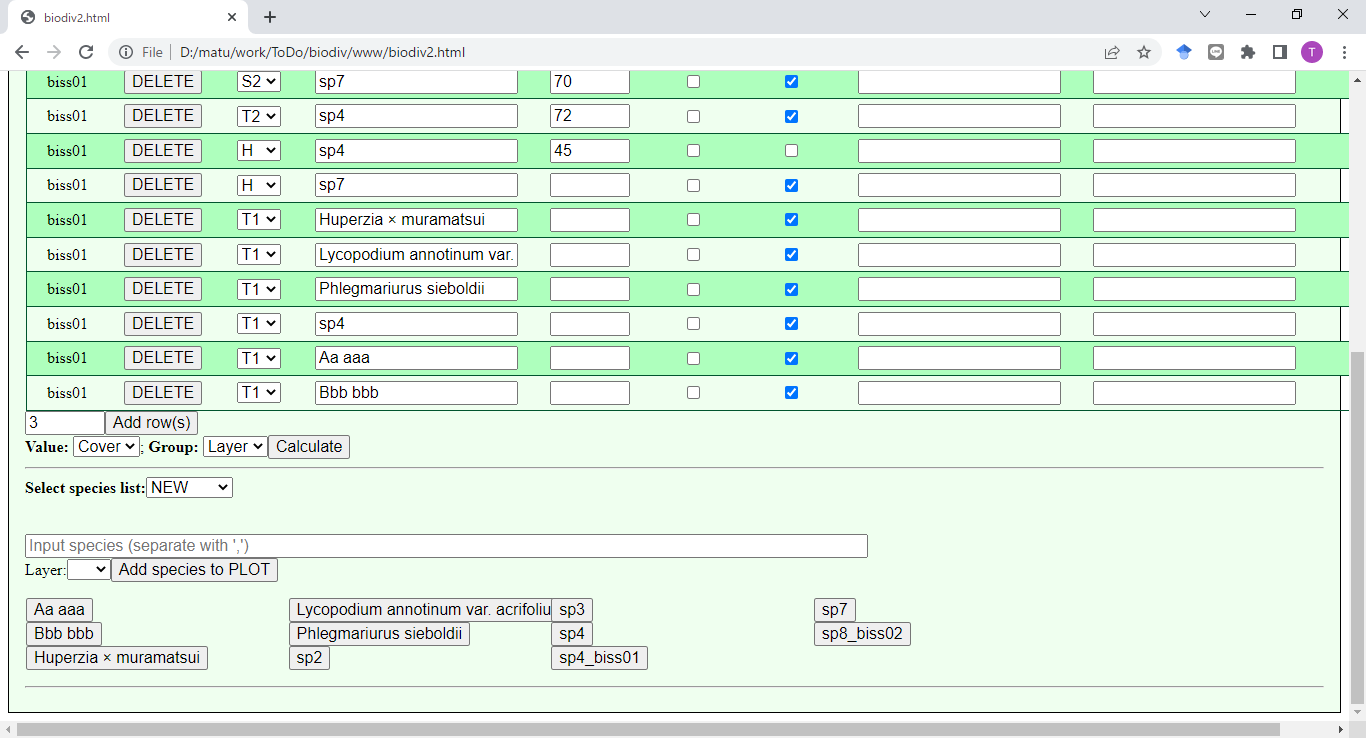 biodiv2.html
File D:/matu/work/ToDo/biodiv/www/biodiv2.html T
biss01 DELETE S2 sp7 70
biss01 DELETE T2 sp4 72
biss01 DELETE H sp4 45
biss01 DELETE H sp7
biss01 DELETE T1 Huperzia × muramatsui
biss01 DELETE T1 Lycopodium annotinum var.
biss01 DELETE T1 Phlegmariurus sieboldii
biss01 DELETE T1 sp4
biss01 DELETE T1 Aa aaa
biss01 DELETE T1 Bbb bbb
3 Add row(s)
Value: Cover ; Group: Layer Calculate
Select species list: NEW
Input species (separate with ',')
Layer: Add species to PLOT
Aa aaa Lycopodium annotinum var. acrifoliu sp3 sp7
Bbb bbb Phlegmariurus sieboldii sp4 sp8_biss02
Huperzia × muramatsui sp2 sp4_biss01